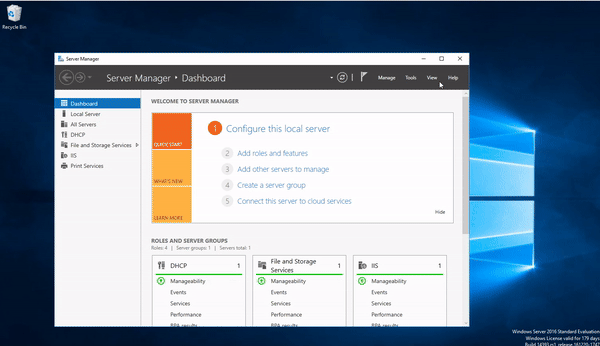 Recycle Bin
Server Manager
Server Manager • Dashboard
Manage Tools View Help
Dashboard
Local Server
All Servers
DHCP
File and Storage Services
IIS
Print Services
WELCOME TO SERVER MANAGER
QUICK START
WHAT'S NEW
LEARN MORE
1 Configure this local server
2 Add roles and features
3 Add other servers to manage
4 Create a server group
5 Connect this server to cloud services
Hide
ROLES AND SERVER GROUPS
Roles: 4 | Server groups: 1 | Servers total: 1
DHCP 1
Manageability
Events
Services
Performance
BPA results
File and Storage Services 1
Manageability
Events
Services
Performance
BPA results
IIS 1
Manageability
Events
Services
Performance
BPA results
Windows Server 2016 Standard Evaluation
Windows License valid for 179 days